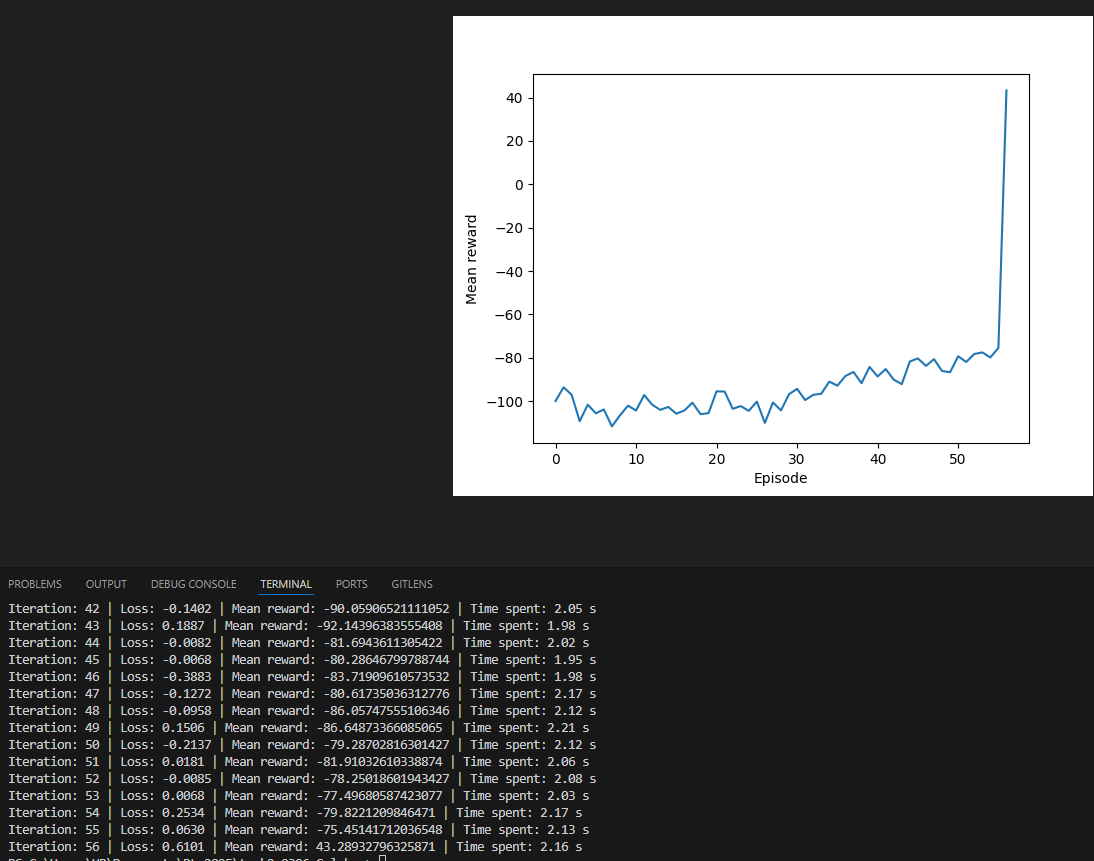 40
20
0
−20
−40
−60
−80
−100
Mean reward
0 10 20 30 40 50
Episode
PROBLEMS OUTPUT DEBUG CONSOLE TERMINAL PORTS GITLENS
Iteration: 42 | Loss: -0.1402 | Mean reward: -90.05906521111052 | Time spent: 2.05 s
Iteration: 43 | Loss: 0.1887 | Mean reward: -92.14396383555408 | Time spent: 1.98 s
Iteration: 44 | Loss: -0.0082 | Mean reward: -81.6943611305422 | Time spent: 2.02 s
Iteration: 45 | Loss: -0.0068 | Mean reward: -80.28646799788744 | Time spent: 1.95 s
Iteration: 46 | Loss: -0.3883 | Mean reward: -83.71909610573532 | Time spent: 1.98 s
Iteration: 47 | Loss: -0.1272 | Mean reward: -80.61735036312776 | Time spent: 2.17 s
Iteration: 48 | Loss: -0.0958 | Mean reward: -86.05747555106346 | Time spent: 2.12 s
Iteration: 49 | Loss: 0.1506 | Mean reward: -86.64873366085065 | Time spent: 2.21 s
Iteration: 50 | Loss: -0.2137 | Mean reward: -79.28702816301427 | Time spent: 2.12 s
Iteration: 51 | Loss: 0.0181 | Mean reward: -81.91032610338874 | Time spent: 2.06 s
Iteration: 52 | Loss: -0.0085 | Mean reward: -78.25018601943427 | Time spent: 2.08 s
Iteration: 53 | Loss: 0.0068 | Mean reward: -77.49680587423077 | Time spent: 2.03 s
Iteration: 54 | Loss: 0.2534 | Mean reward: -79.8221209846471 | Time spent: 2.17 s
Iteration: 55 | Loss: 0.0630 | Mean reward: -75.45141712036548 | Time spent: 2.13 s
Iteration: 56 | Loss: 0.6101 | Mean reward: 43.28932796325871 | Time spent: 2.16 s